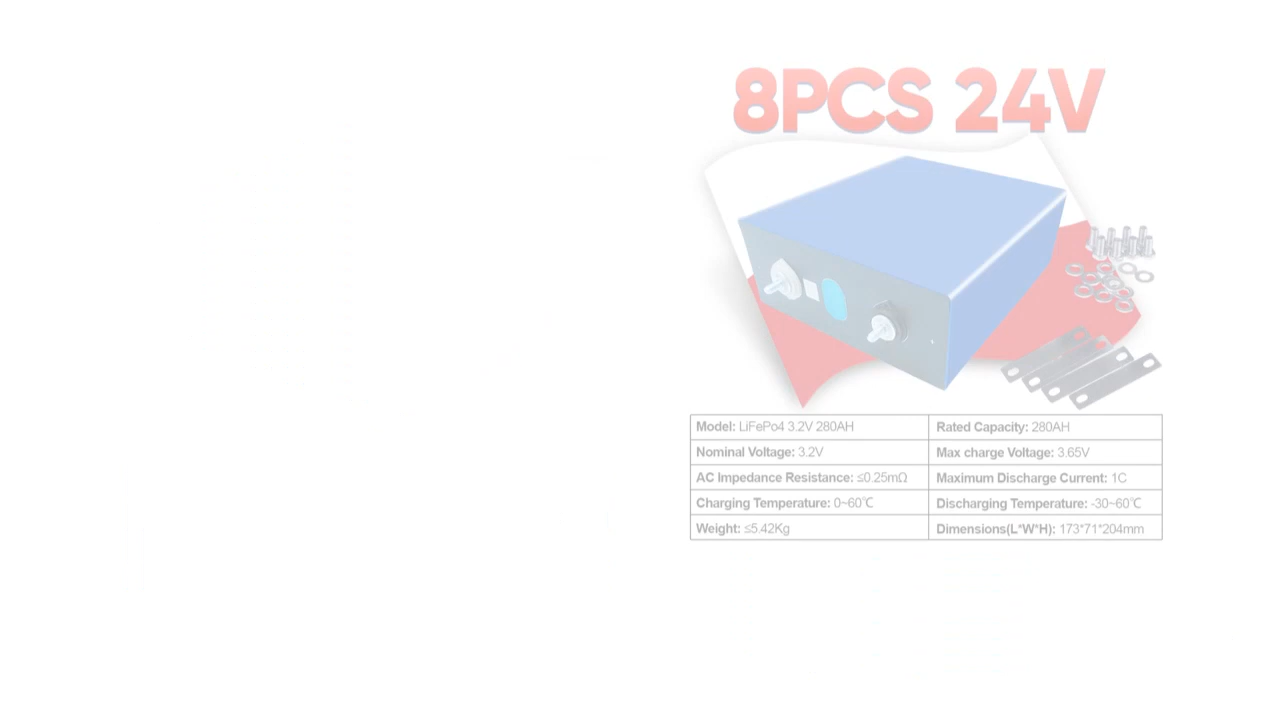 8PCS 24V
Model: LiFePo4 3.2V 280AH
Rated Capacity: 280AH
Nominal Voltage: 3.2V
Max charge Voltage: 3.65V
AC Impedance Resistance: ≤0.25mΩ
Maximum Discharge Current: 1C
Charging Temperature: 0~60℃
Discharging Temperature: -30~60℃
Weight: ≤5.42Kg
Dimensions(L*W*H): 173*71*204mm